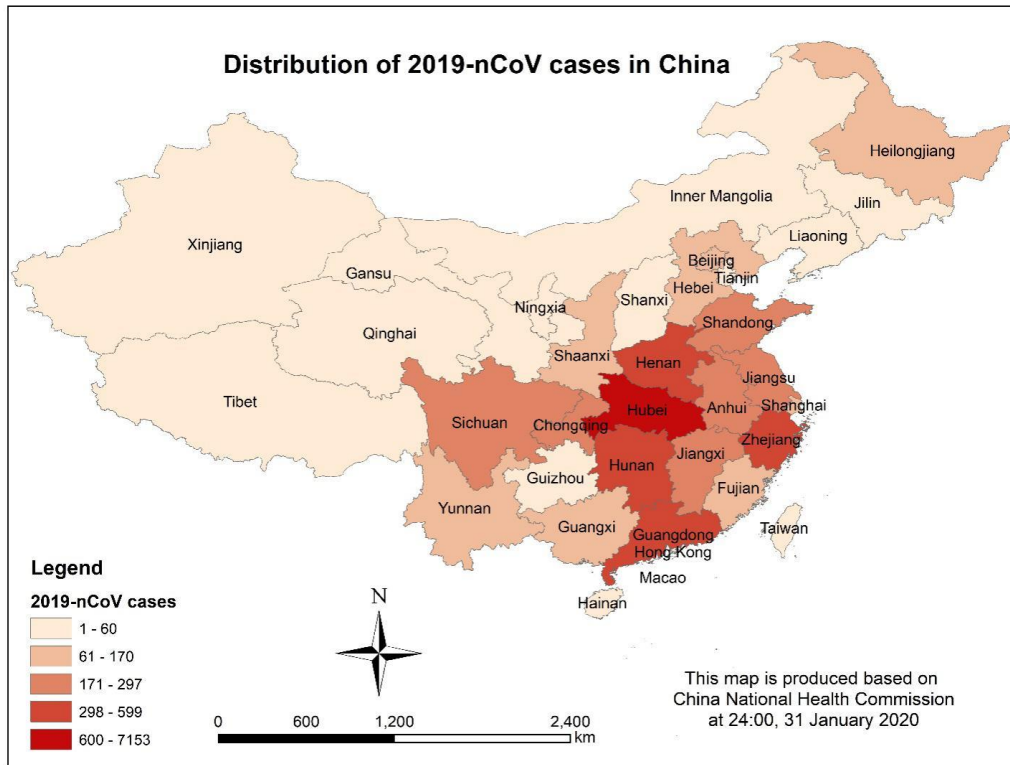 Distribution of 2019-nCoV cases in China
Heilongjiang
Inner Mangolia
Jilin
Xinjiang
Liaoning
Beijing
Gansu
Tianjin
Hebei
Ningxia
Shanxi
Shandong
Qinghai
Shaanxi
Henan
Jiangsu
Tibet
Hubei
Anhui
Shanghai
Sichuan
Chongqing
Zhejiang
Hunan
Jiangxi
Guizhou
Fujian
Yunnan
Guangxi
Taiwan
Guangdong
Hong Kong
Macao
Hainan
Legend
2019-nCoV cases
1 - 60
61 - 170
171 - 297
298 - 599
600 - 7153
N
0 600 1,200 2,400
km
This map is produced based on
China National Health Commission
at 24:00, 31 January 2020